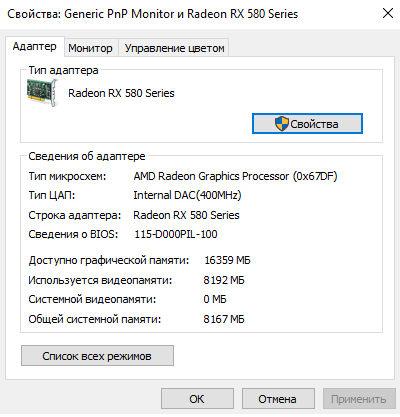 Свойства: Generic PnP Monitor и Radeon RX 580 Series
Адаптер Монитор Управление цветом
Тип адаптера
Radeon RX 580 Series
Свойства
Сведения об адаптере
Тип микросхем: AMD Radeon Graphics Processor (0x67DF)
Тип ЦАП: Internal DAC(400MHz)
Строка адаптера: Radeon RX 580 Series
Сведения о BIOS: 115-D000PIL-100
Доступно графической памяти: 16359 МБ
Используется видеопамяти: 8192 МБ
Системной видеопамяти: 0 МБ
Общей системной памяти: 8167 МБ
Список всех режимов
ОК Отмена Применить